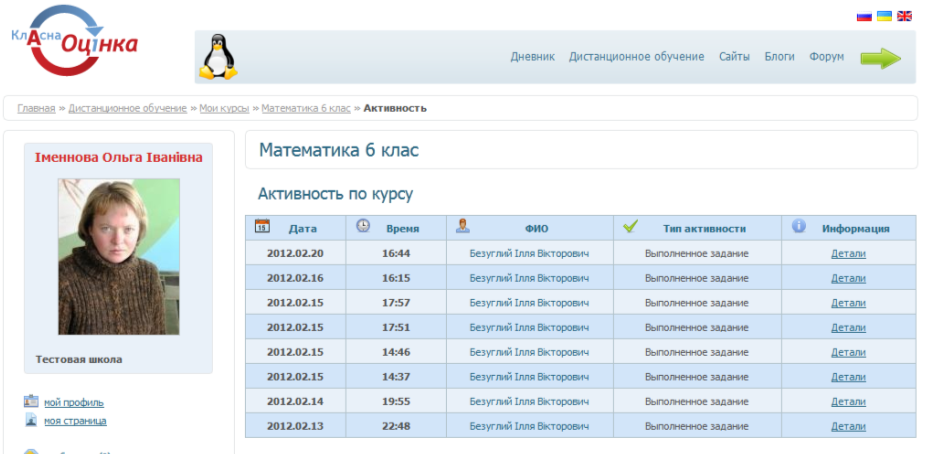 КлАсна
Оцінка
Дневник Дистанционное обучение Сайты Блоги Форум
Главная » Дистанционное обучение » Мои курсы » Математика 6 клас » Активность
Іменнова Ольга Іванівна
Тестовая школа
мой профиль
моя страница
Математика 6 клас
Активность по курсу
15 Дата Время ФИО Тип активности Информация
2012.02.20 16:44 Безуглий Ілля Вікторович Выполненное задание Детали
2012.02.16 16:15 Безуглий Ілля Вікторович Выполненное задание Детали
2012.02.15 17:57 Безуглий Ілля Вікторович Выполненное задание Детали
2012.02.15 17:51 Безуглий Ілля Вікторович Выполненное задание Детали
2012.02.15 14:46 Безуглий Ілля Вікторович Выполненное задание Детали
2012.02.15 14:37 Безуглий Ілля Вікторович Выполненное задание Детали
2012.02.14 19:55 Безуглий Ілля Вікторович Выполненное задание Детали
2012.02.13 22:48 Безуглий Ілля Вікторович Выполненное задание Детали